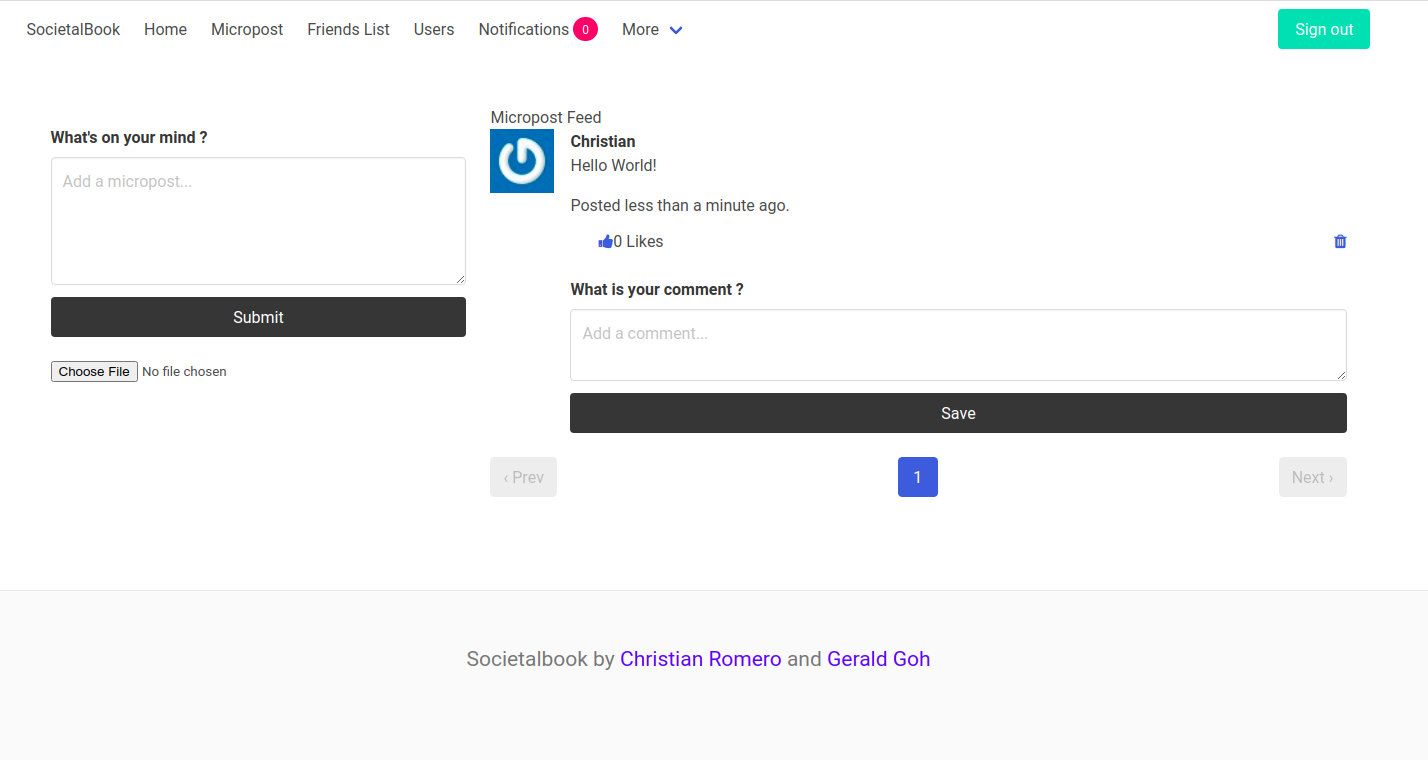 SocietalBook Home Micropost Friends List Users Notifications 0 More Sign out
What's on your mind ?
Add a micropost...
Submit
Choose File No file chosen
Micropost Feed
Christian
Hello World!
Posted less than a minute ago.
0 Likes
What is your comment ?
Add a comment...
Save
‹ Prev 1 Next ›
Societalbook by Christian Romero and Gerald Goh